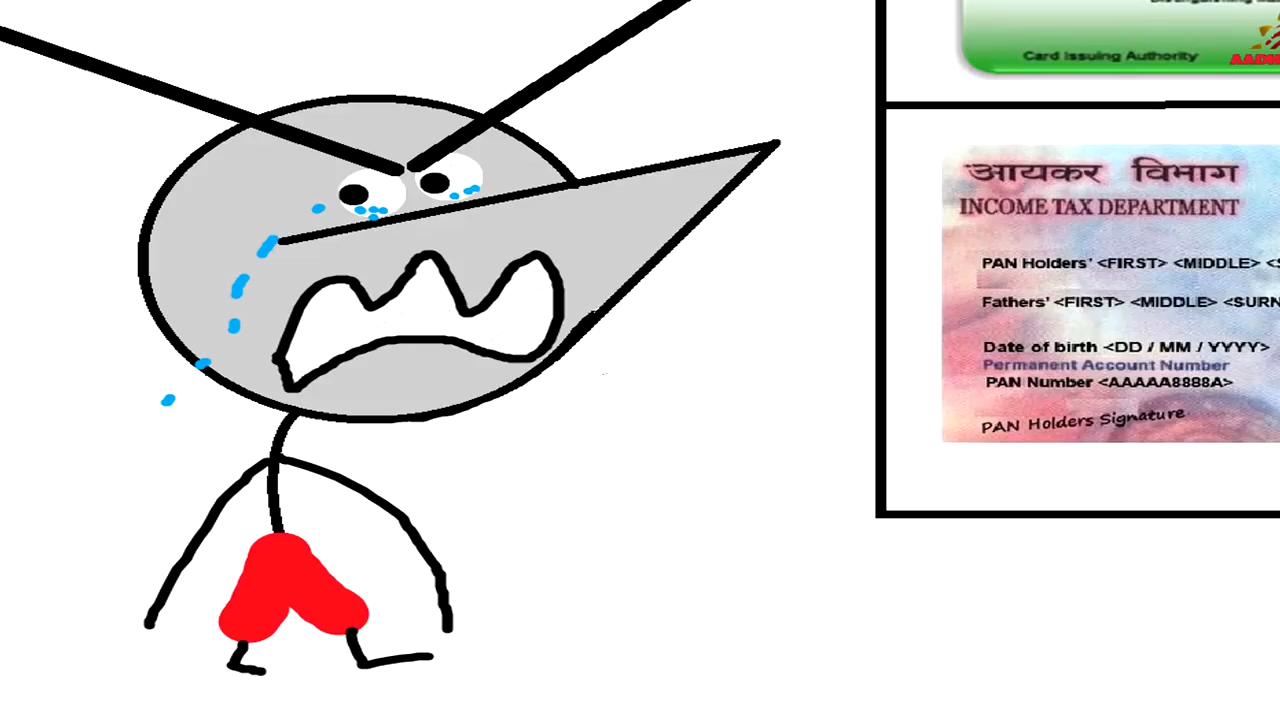 Card Issuing Authority
आयकर विभाग
INCOME TAX DEPARTMENT
PAN Holders' <FIRST> <MIDDLE>
Fathers' <FIRST> <MIDDLE>
Date of birth <DD / MM / YYYY>
Permanent Account Number
PAN Number <AAAAA8888A>
PAN Holders Signature